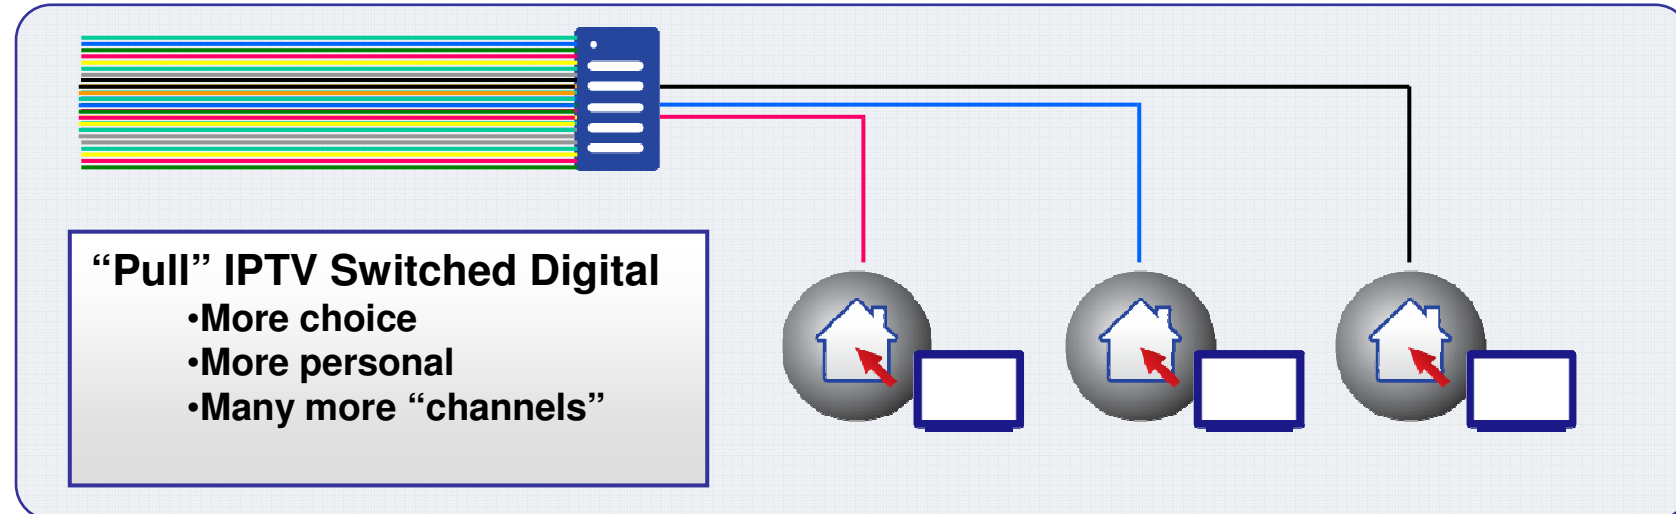 “Pull” IPTV Switched Digital
•More choice
•More personal
•Many more “channels”